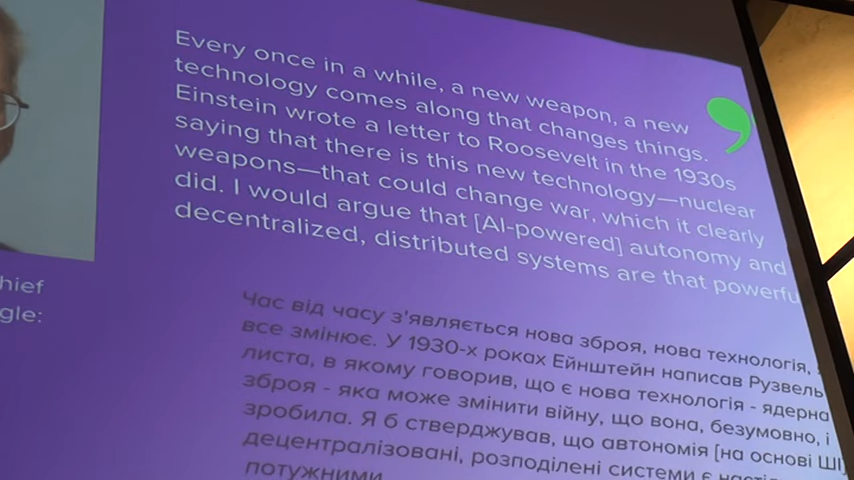 Every once in a while, a new weapon, a new
technology comes along that changes things.
Einstein wrote a letter to Roosevelt in the 1930s
saying that there is this new technology—nuclear
weapons—that could change war, which it clearly
did. I would argue that [AI-powered] autonomy and
decentralized, distributed systems are that powerfu
hief
gle:
Час від часу з'являється нова зброя, нова технологія,
все змінює. У 1930-х роках Ейнштейн написав Рузвель
листа, в якому говорив, що є нова технологія - ядерна
зброя - яка може змінити війну, що вона, безумовно, і
зробила. Я б стверджував, що автономія [на основі ШІ]
децентралізовані, розподілені системи є
потужними